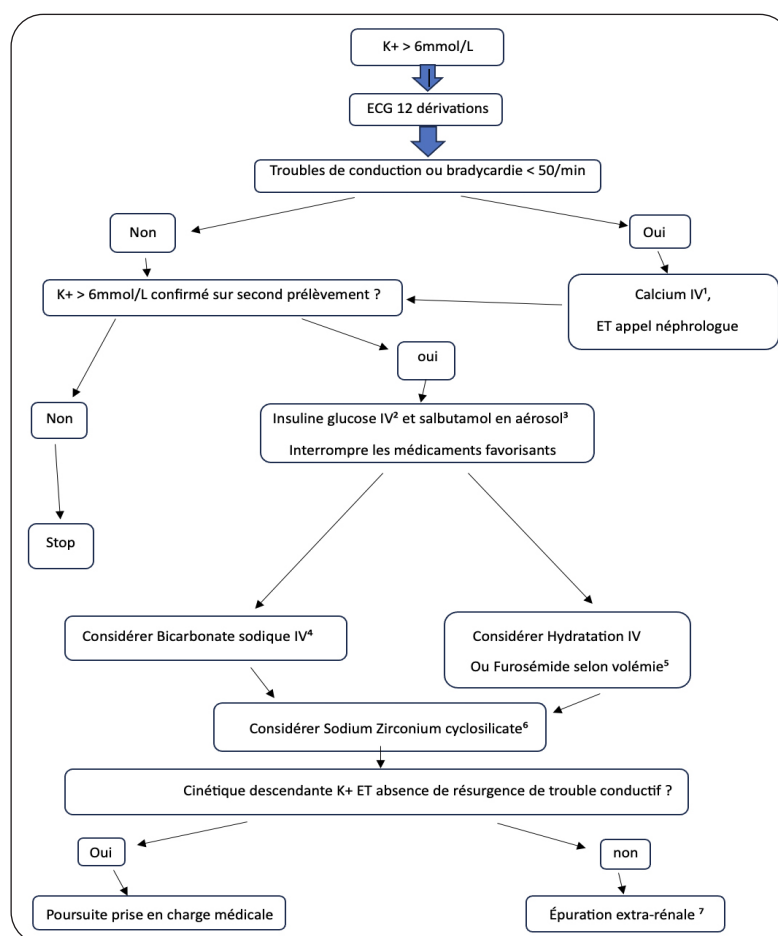 K+ > 6mmol/L
ECG 12 dérivations
Troubles de conduction ou bradycardie < 50/min
Non
Oui
K+ > 6mmol/L confirmé sur second prélèvement ?
Calcium IV¹,
ET appel néphrologue
oui
Non
Insuline glucose IV² et salbutamol en aérosol³
Interrompre les médicaments favorisants
Stop
Considérer Bicarbonate sodique IV⁴
Considérer Hydratation IV
Ou Furosémide selon volémie⁵
Considérer Sodium Zirconium cyclosilicate⁶
Cinétique descendante K+ ET absence de résurgence de trouble conductif ?
Oui
non
Poursuite prise en charge médicale
Épuration extra-rénale ⁷